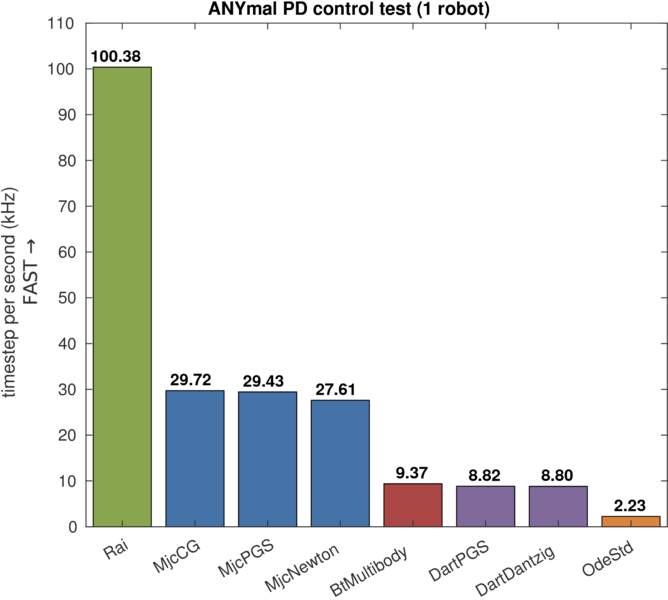 ANYmal PD control test (1 robot)
timestep per second (kHz)
FAST →
110
100
90
80
70
60
50
40
30
20
10
0
100.38
29.72
29.43
27.61
9.37
8.82
8.80
2.23
Rai
MjcCG
MjcPGS
MjcNewton
BtMultibody
DartPGS
DartDantzig
OdeStd